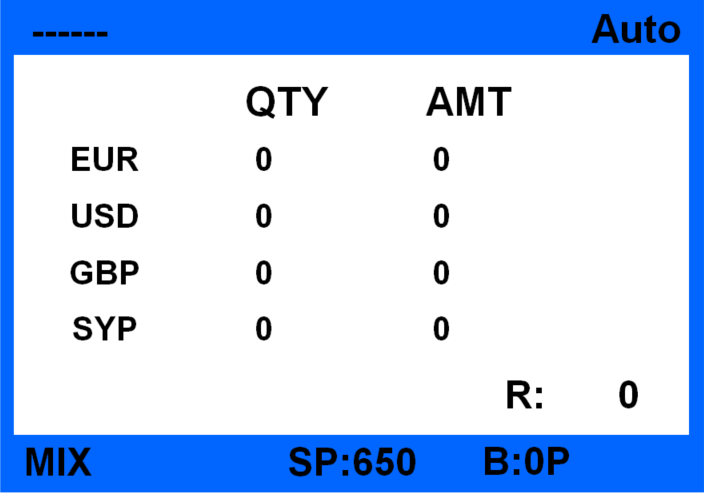 ------ Auto
QTY AMT
EUR 0 0
USD 0 0
GBP 0 0
SYP 0 0
R: 0
MIX SP:650 B:0P